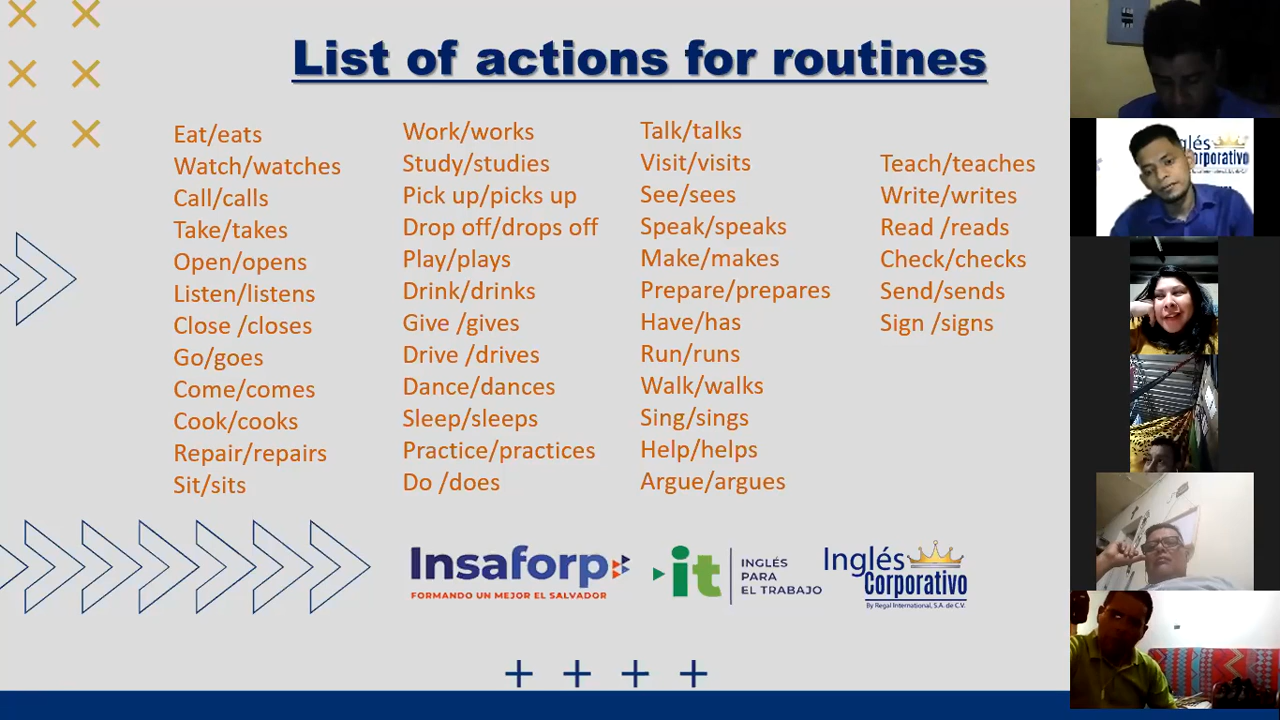 List of actions for routines
Eat/eats
Watch/watches
Call/calls
Take/takes
Open/opens
Listen/listens
Close /closes
Go/goes
Come/comes
Cook/cooks
Repair/repairs
Sit/sits
Work/works
Study/studies
Pick up/picks up
Drop off/drops off
Play/plays
Drink/drinks
Give /gives
Drive /drives
Dance/dances
Sleep/sleeps
Practice/practices
Do /does
Talk/talks
Visit/visits
See/sees
Speak/speaks
Make/makes
Prepare/prepares
Have/has
Run/runs
Walk/walks
Sing/sings
Help/helps
Argue/argues
Teach/teaches
Write/writes
Read /reads
Check/checks
Send/sends
Sign /signs
Insaforp
FORMANDO UN MEJOR EL SALVADOR
it
INGLÉS
PARA
EL TRABAJO
Inglés
Corporativo
By Regal International, S.A. de C.V.